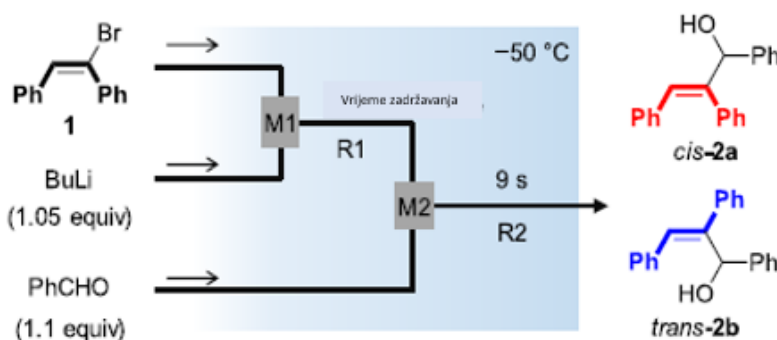 Br
Ph
Ph
1
BuLi
(1.05 equiv)
PhCHO
(1.1 equiv)
M1
Vrijeme zadržavanja
R1
−50 °C
M2
9 s
R2
HO
Ph
Ph
Ph
cis-2a
Ph
Ph
Ph
HO
trans-2b